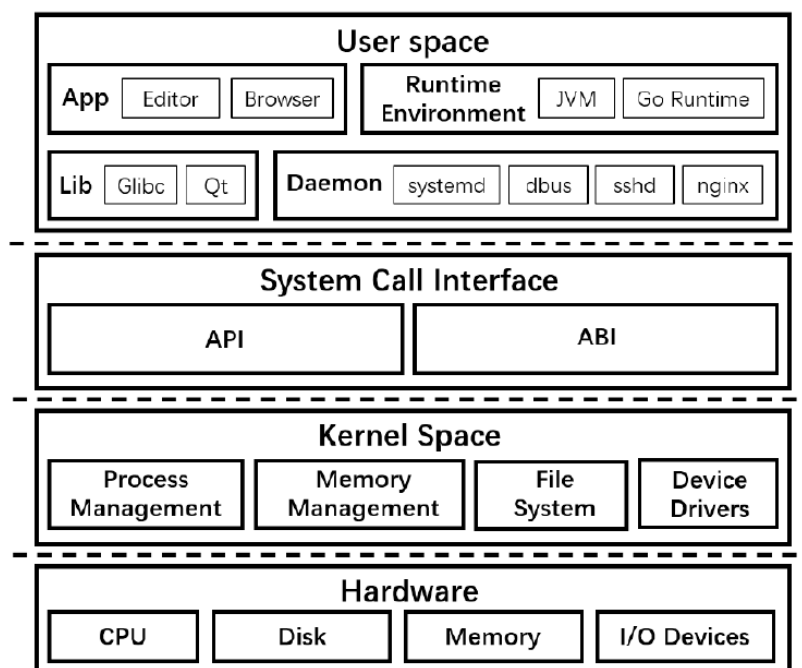 User space
App
Editor
Browser
Runtime
Environment
JVM
Go Runtime
Lib
Glibc
Qt
Daemon
systemd
dbus
sshd
nginx
System Call Interface
API
ABI
Kernel Space
Process
Management
Memory
Management
File
System
Device
Drivers
Hardware
CPU
Disk
Memory
I/O Devices